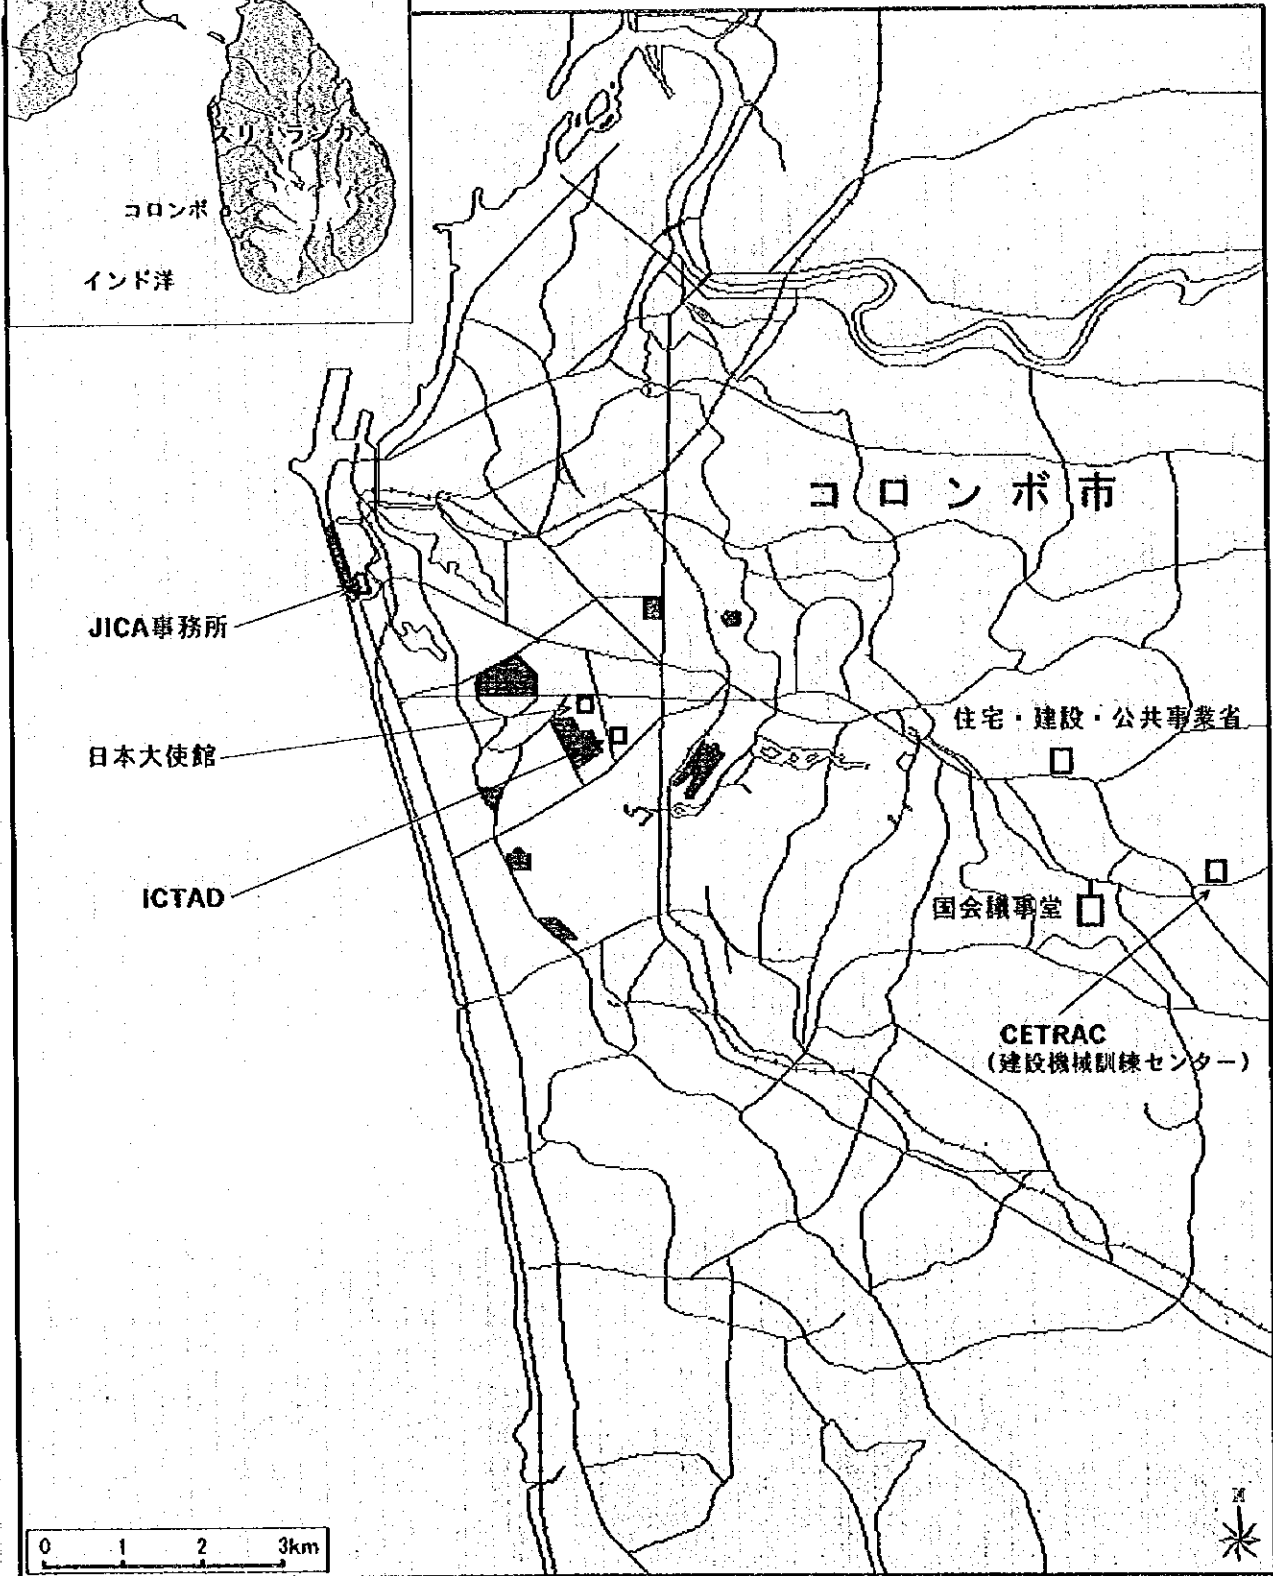 スリ・ランカ
コロンボ
インド洋
コロンボ市
JICA事務所
住宅・建設・公共事業省
日本大使館
ICTAD
国会議事堂
CETRAC
(建設機械訓練センター)
N
0 1 2 3km